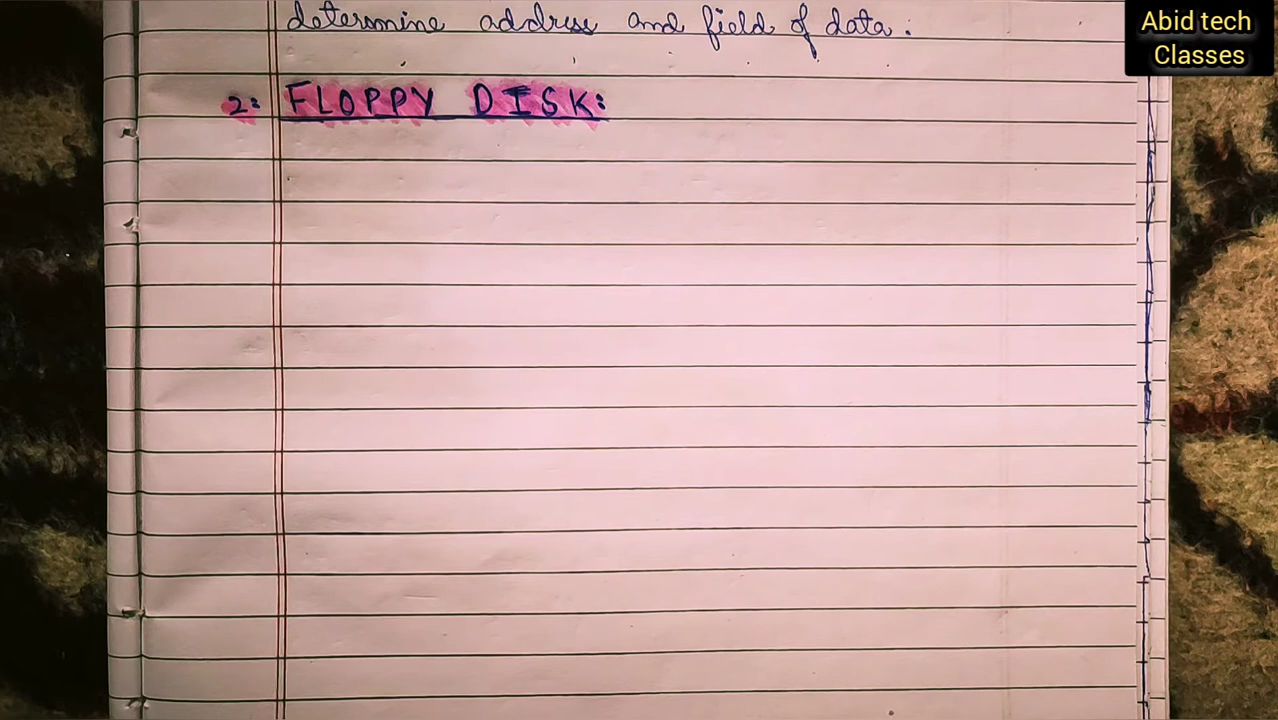 determine address and field of data.
2: FLOPPY DISK:
Abid tech
Classes